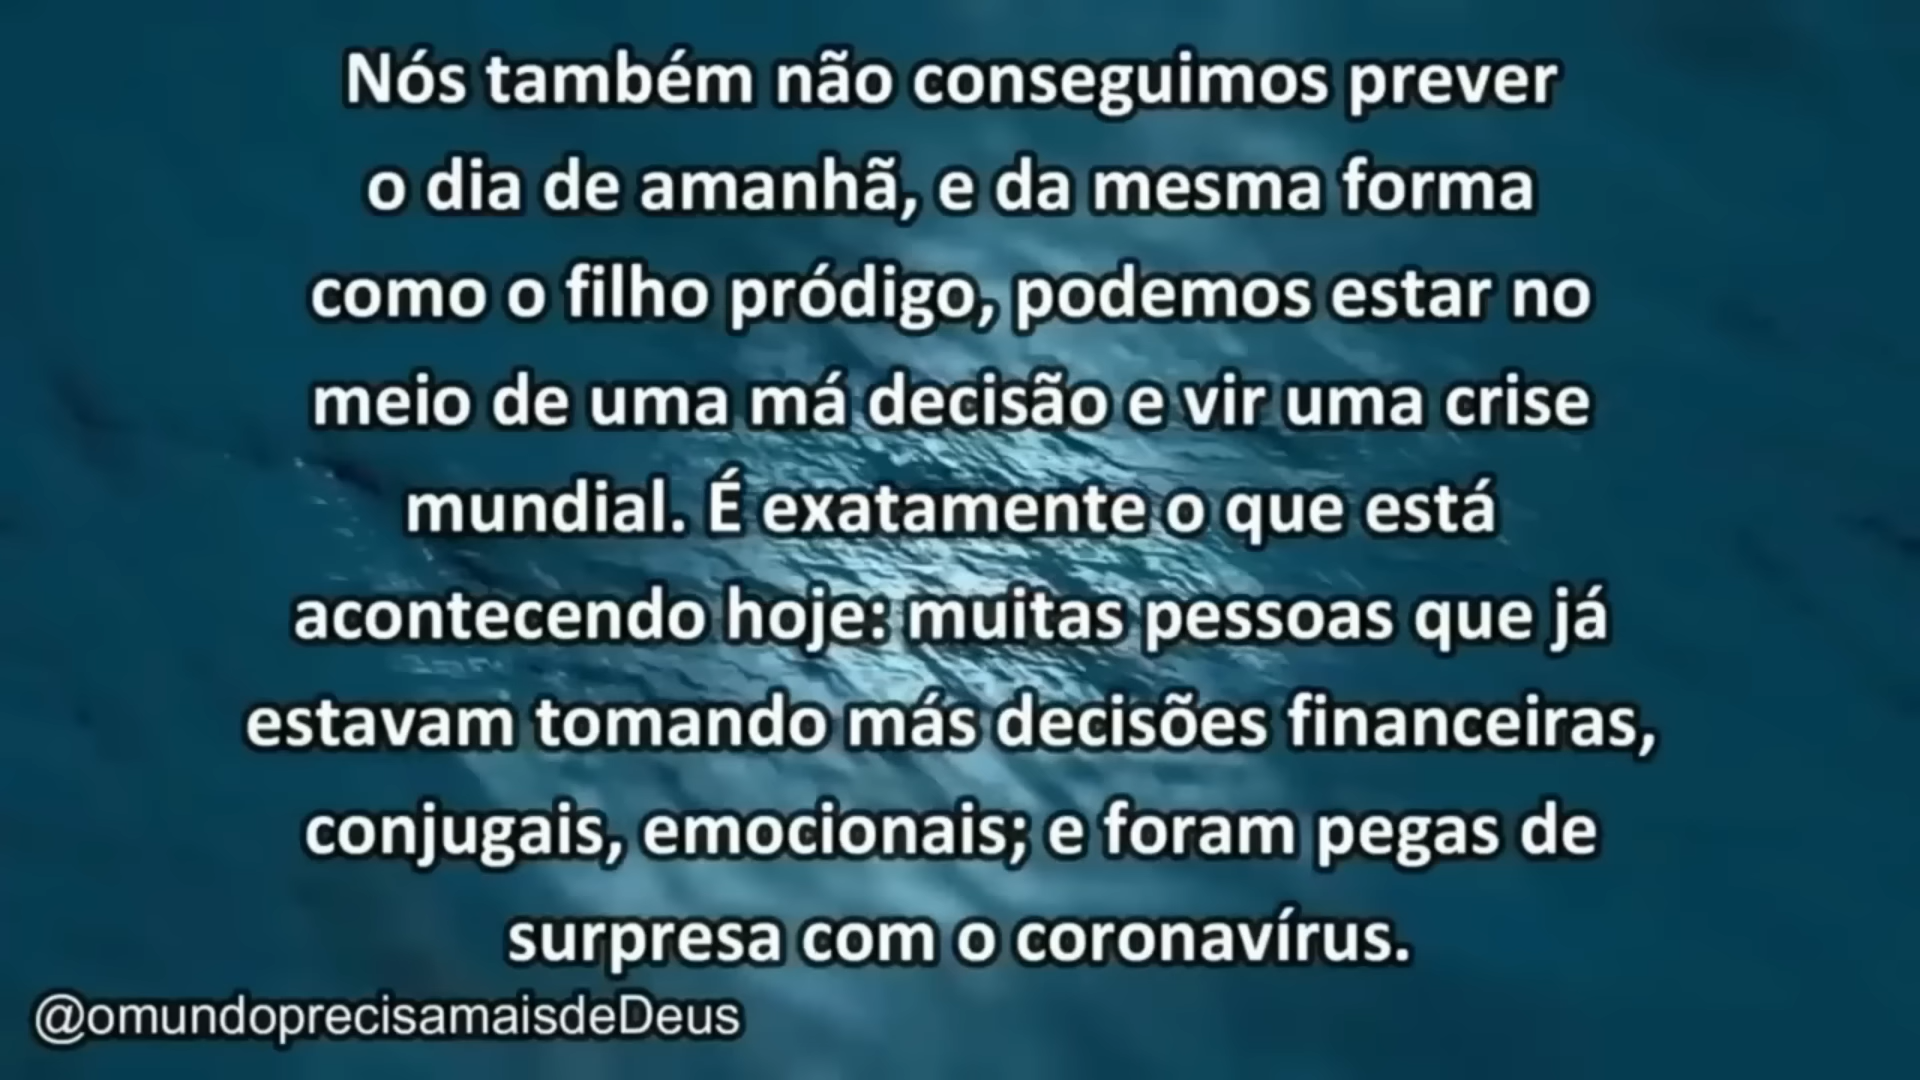 Nós também não conseguimos prever
o dia de amanhã, e da mesma forma
como o filho pródigo, podemos estar no
meio de uma má decisão e vir uma crise
mundial. É exatamente o que está
acontecendo hoje: muitas pessoas que já
estavam tomando más decisões financeiras,
conjugais, emocionais; e foram pegas de
surpresa com o coronavírus.
@omundoprecisamaisdeDeus